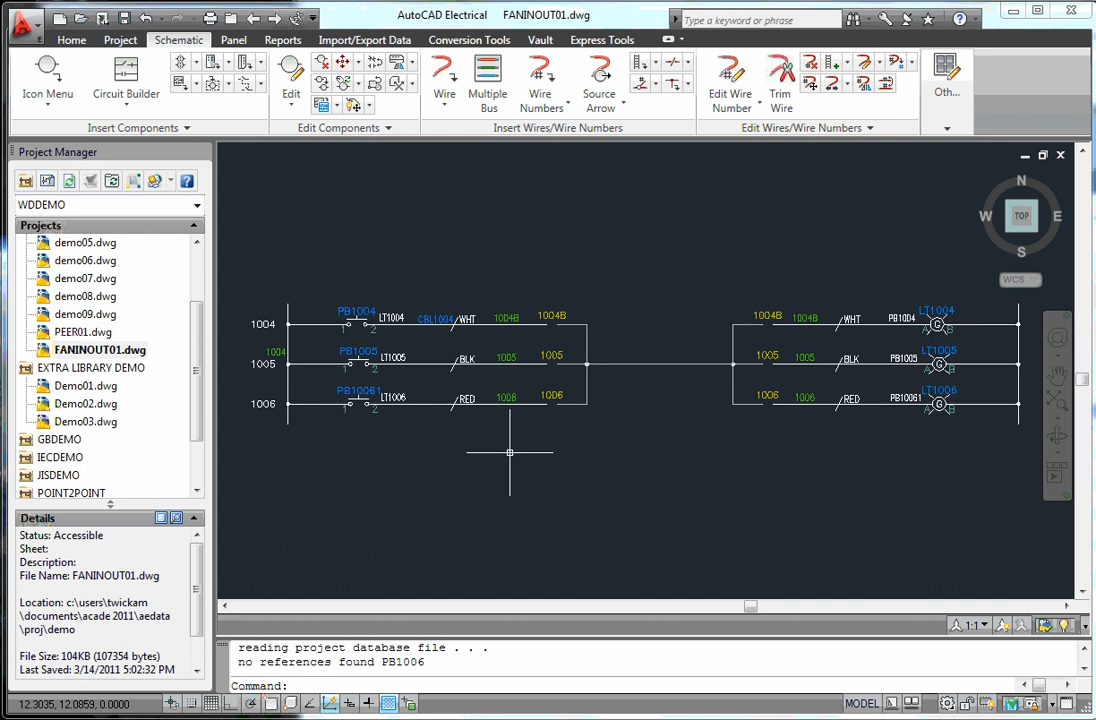 AutoCAD Electrical FANINOUT01.dwg
Type a keyword or phrase
Home Project Schematic Panel Reports Import/Export Data Conversion Tools Vault Express Tools
Icon Menu
Circuit Builder
Edit
Wire
Multiple Bus
Wire Numbers
Source Arrow
Edit Wire Number
Trim Wire
Oth...
Insert Components
Edit Components
Insert Wires/Wire Numbers
Edit Wires/Wire Numbers
Project Manager
WDDEMO
Projects
demo05.dwg
demo06.dwg
demo07.dwg
demo08.dwg
demo09.dwg
PEER01.dwg
FANINOUT01.dwg
EXTRA LIBRARY DEMO
Demo01.dwg
Demo02.dwg
Demo03.dwg
GBDEMO
IECDEMO
JISDEMO
POINT2POINT
Details
Status: Accessible
Sheet:
Description:
File Name: FANINOUT01.dwg
Location: c:\users\twickam
\documents\acade 2011\aedata
\proj\demo
File Size: 104KB (107354 bytes)
Last Saved: 3/14/2011 5:02:32 PM
N
W TOP E
S
WCS
1004 PB1004 1 2 LT1004 CBL1004 WHT 1004B 1004B
1004B 1004B WHT PB1004 LT1004 A G B
1004
1005 PB1005 1 2 LT1005 BLK 1005 1005
1005 1005 BLK PB1005 LT1005 A G B
1006 PB10061 1 2 LT1006 RED 1006 1006
1006 1006 RED PB10061 LT1006 A G B
1:1
reading project database file . . .
no references found PB1006
Command:
12.3035, 12.0859, 0.0000
MODEL